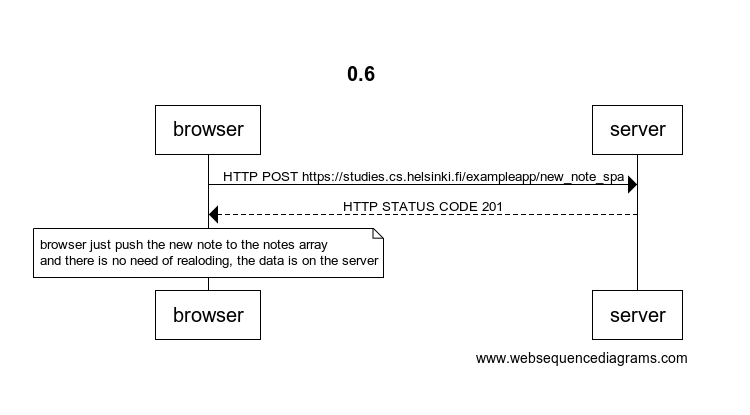 0.6
browser
server
HTTP POST https://studies.cs.helsinki.fi/exampleapp/new_note_spa
HTTP STATUS CODE 201
browser just push the new note to the notes array
and there is no need of realoding, the data is on the server
browser
server
www.websequencediagrams.com